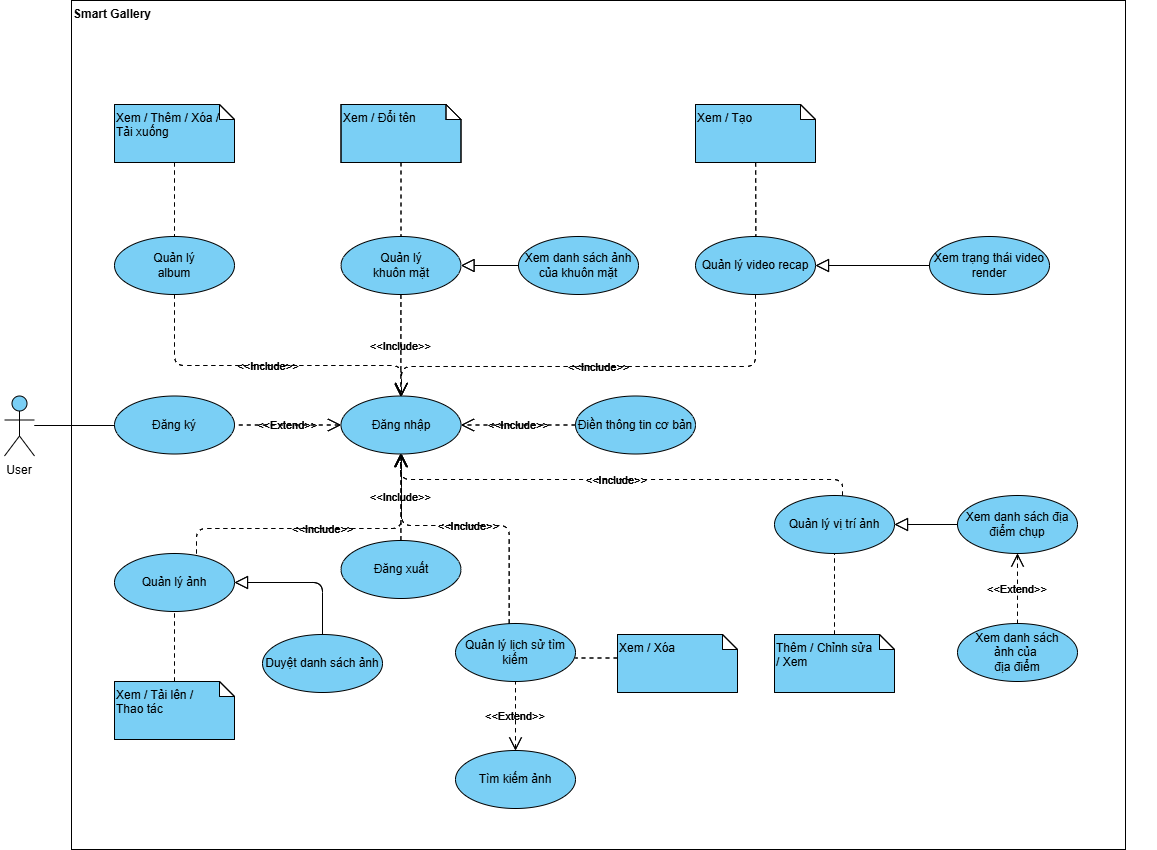 Smart Gallery
Xem / Thêm / Xóa /
Tải xuống
Xem / Đổi tên
Xem / Tạo
Quản lý
album
Quản lý
khuôn mặt
Xem danh sách ảnh
của khuôn mặt
Quản lý video recap
Xem trạng thái video
render
<<Include>>
<<Include>>
<<Include>>
User
Đăng ký
<<Extend>>
Đăng nhập
<<Include>>
Điền thông tin cơ bản
<<Include>>
<<Include>>
<<Include>>
<<Include>>
Quản lý vị trí ảnh
Xem danh sách địa
điểm chụp
Quản lý ảnh
Đăng xuất
<<Extend>>
Duyệt danh sách ảnh
Quản lý lịch sử tìm
kiếm
Xem / Xóa
Thêm / Chỉnh sửa
/ Xem
Xem danh sách
ảnh của
địa điểm
Xem / Tải lên /
Thao tác
<<Extend>>
Tìm kiếm ảnh